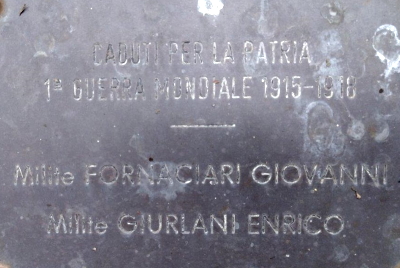 CADUTI PER LA PATRIA
1ª GUERRA MONDIALE 1915-1918
Milite FORNACIARI GIOVANNI
Milite GIURLANI ENRICO